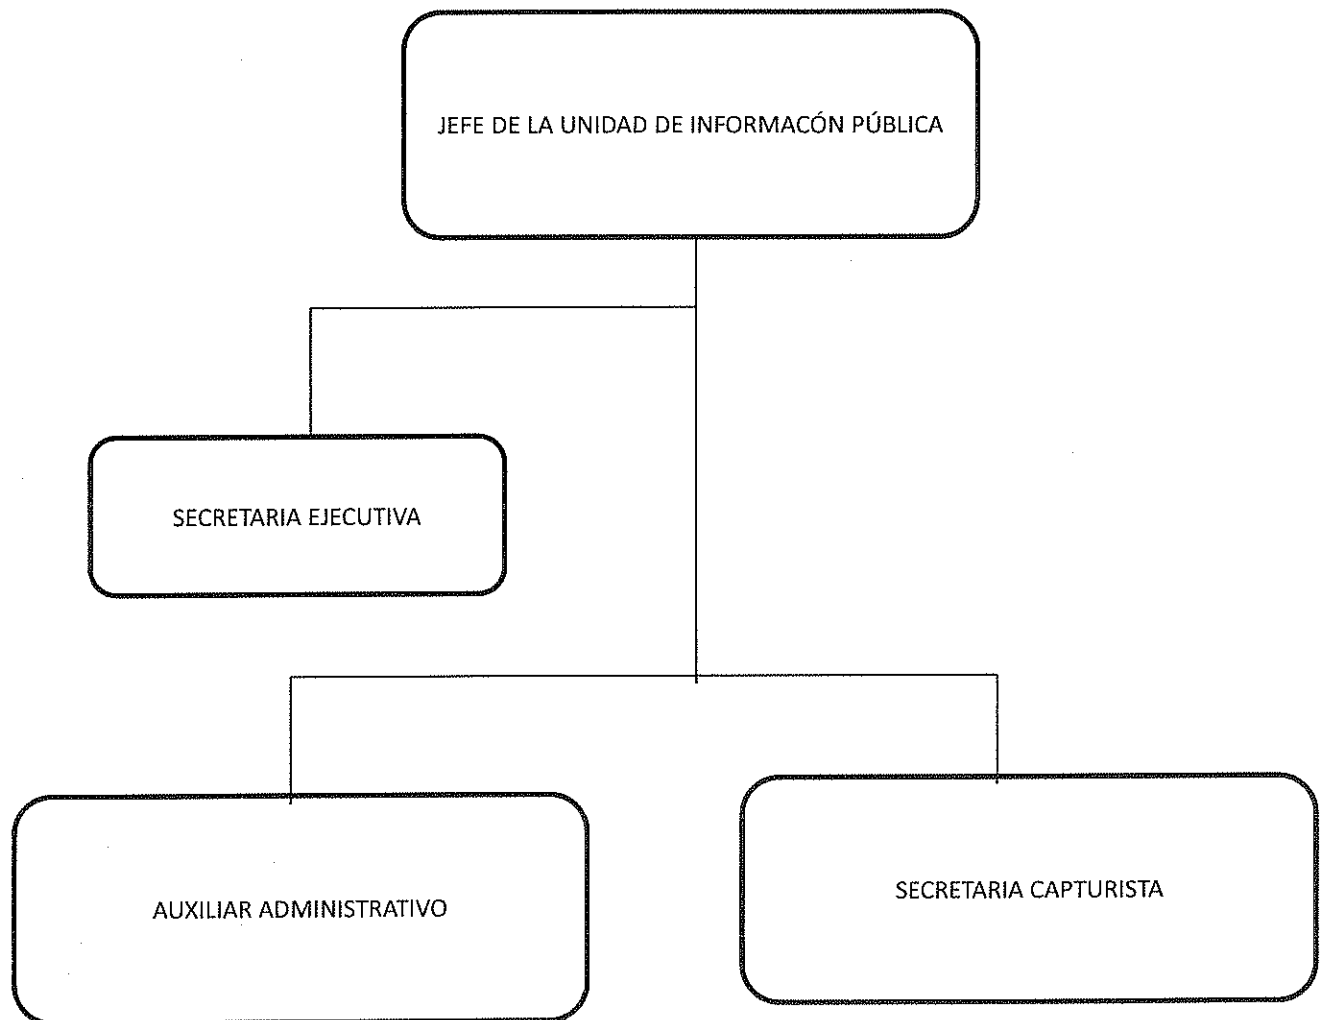 JEFE DE LA UNIDAD DE INFORMACÓN PÚBLICA
SECRETARIA EJECUTIVA
AUXILIAR ADMINISTRATIVO
SECRETARIA CAPTURISTA